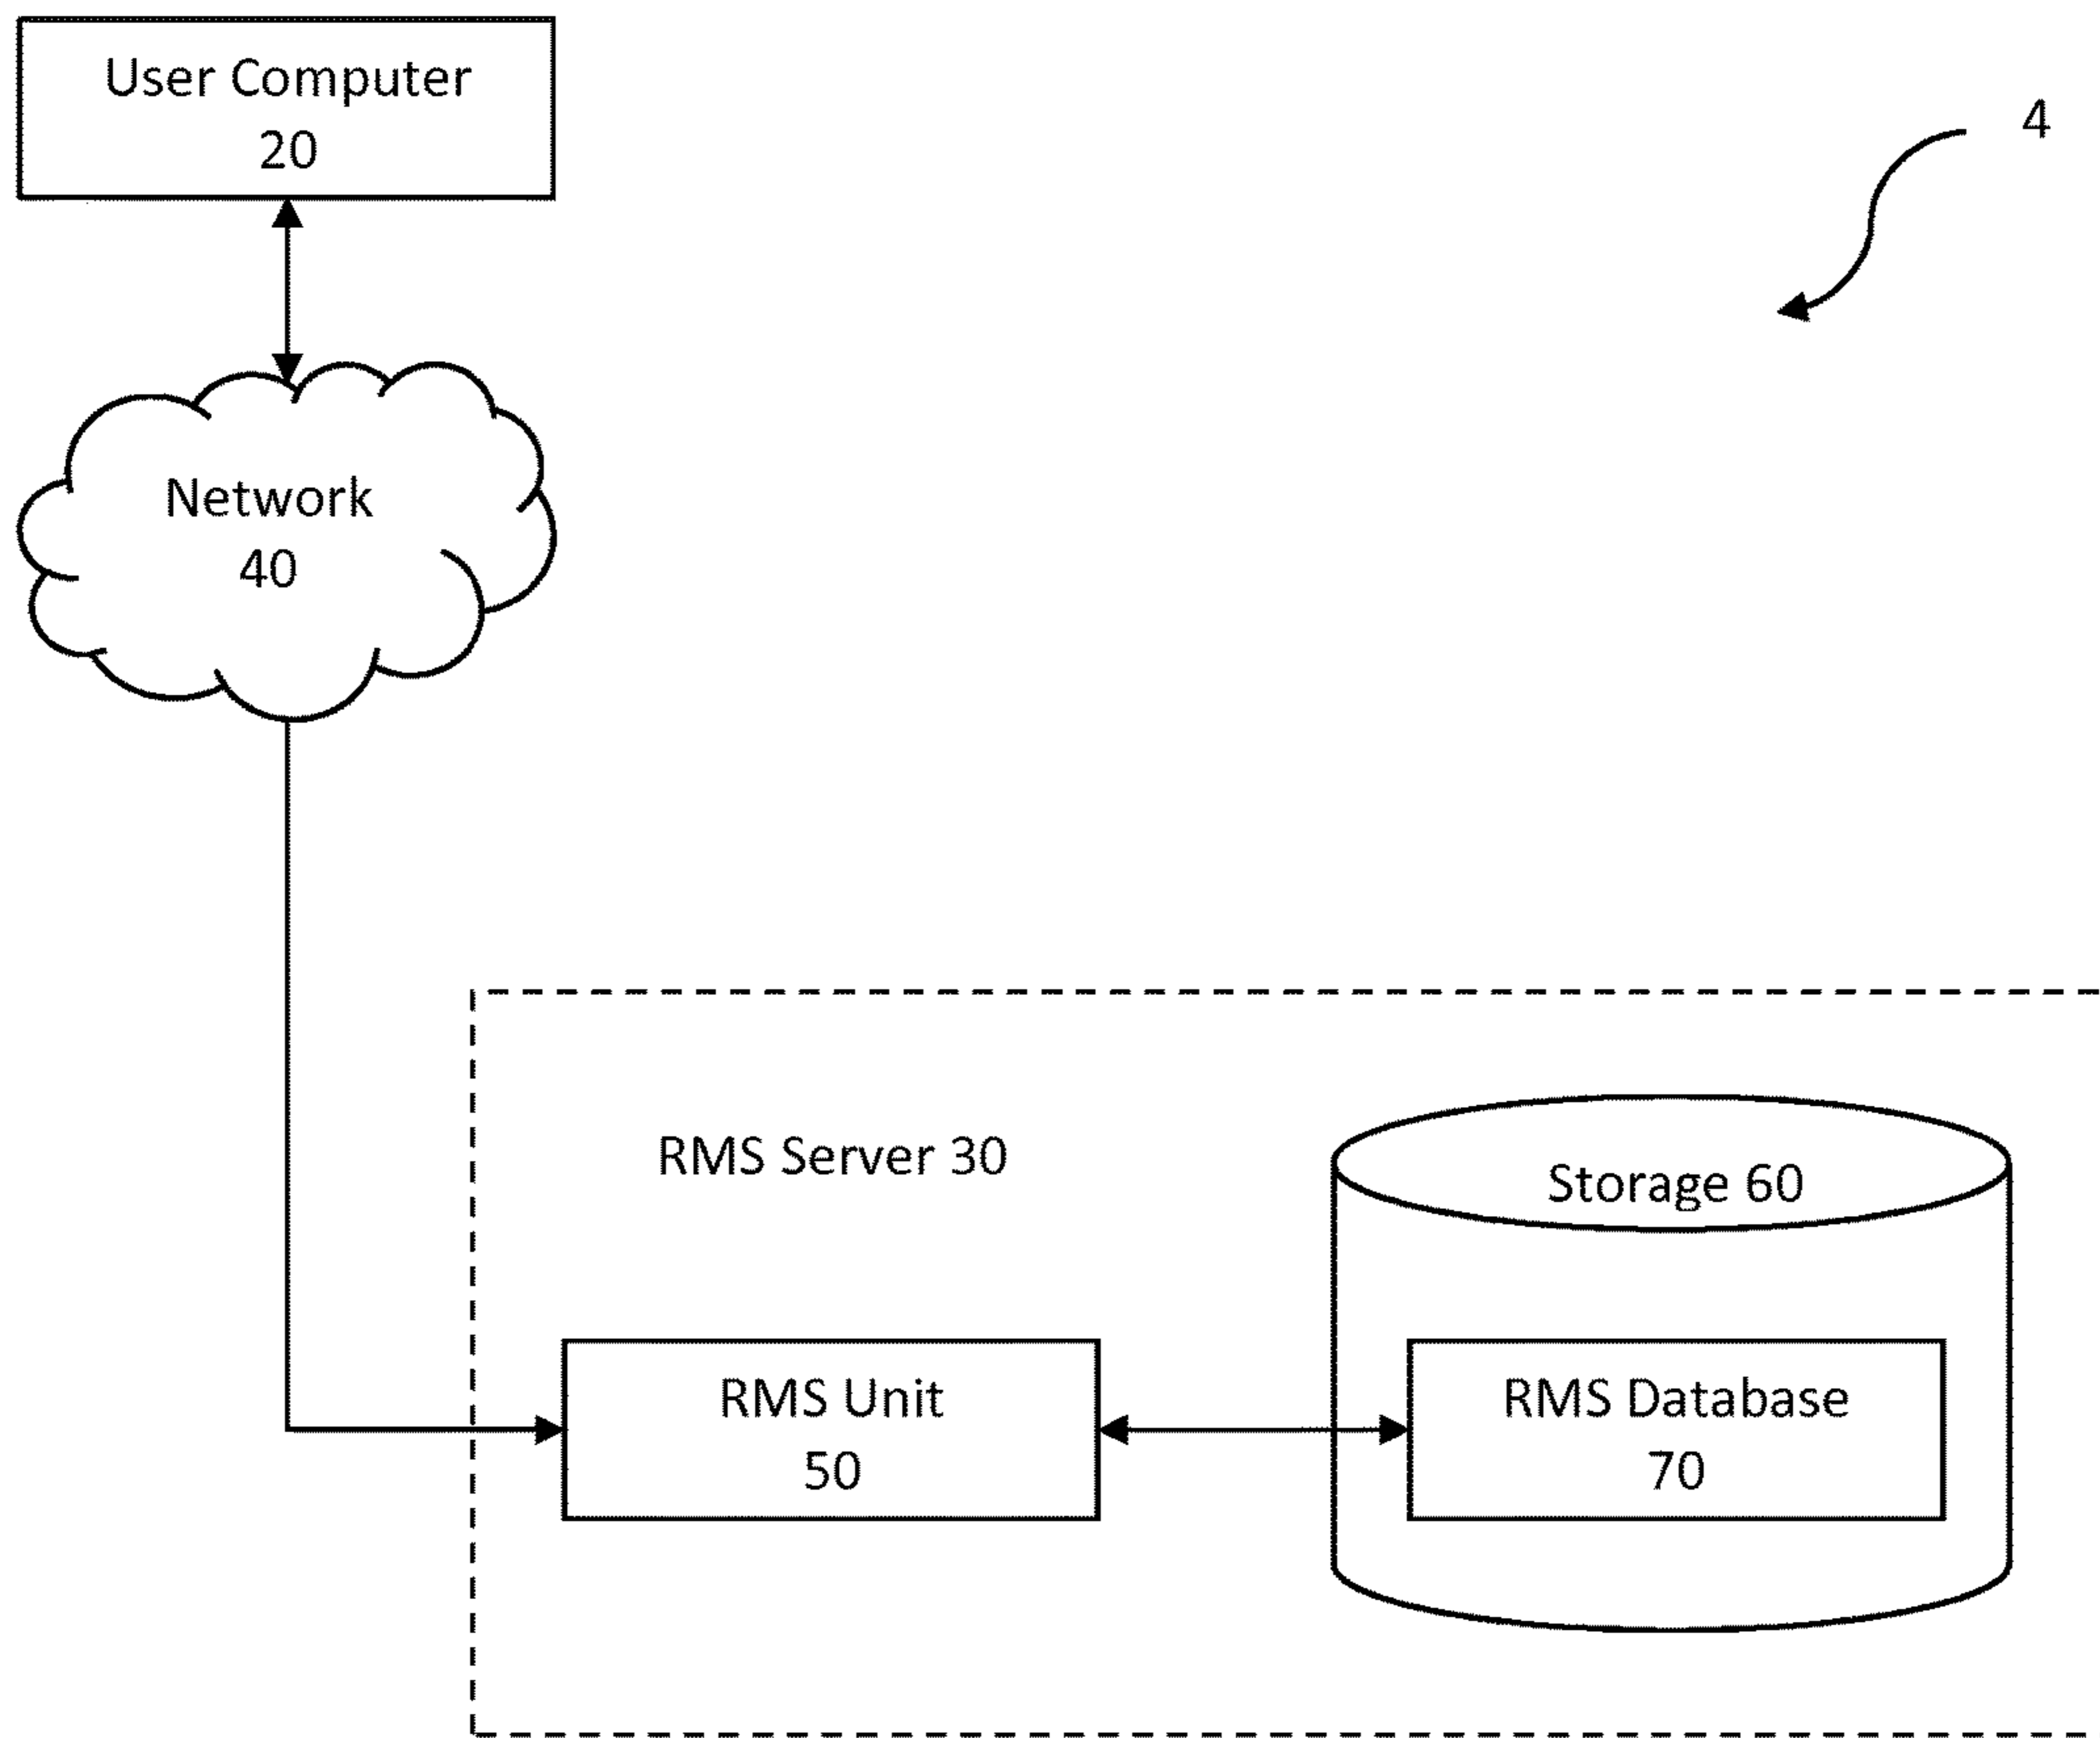 User Computer
20
4
Network
40
RMS Server 30
Storage 60
RMS Unit
50
RMS Database
70